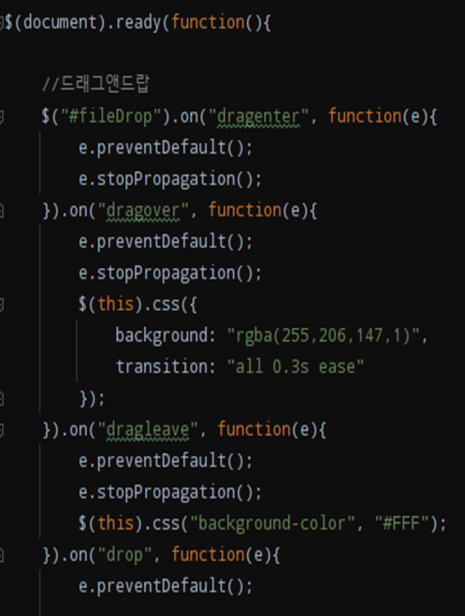 $(document).ready(function(){
//드래그앤드랍
$("#fileDrop").on("dragenter", function(e){
e.preventDefault();
e.stopPropagation();
}).on("dragover", function(e){
e.preventDefault();
e.stopPropagation();
$(this).css({
background: "rgba(255,206,147,1)",
transition: "all 0.3s ease"
});
}).on("dragleave", function(e){
e.preventDefault();
e.stopPropagation();
$(this).css("background-color", "#FFF");
}).on("drop", function(e){
e.preventDefault();